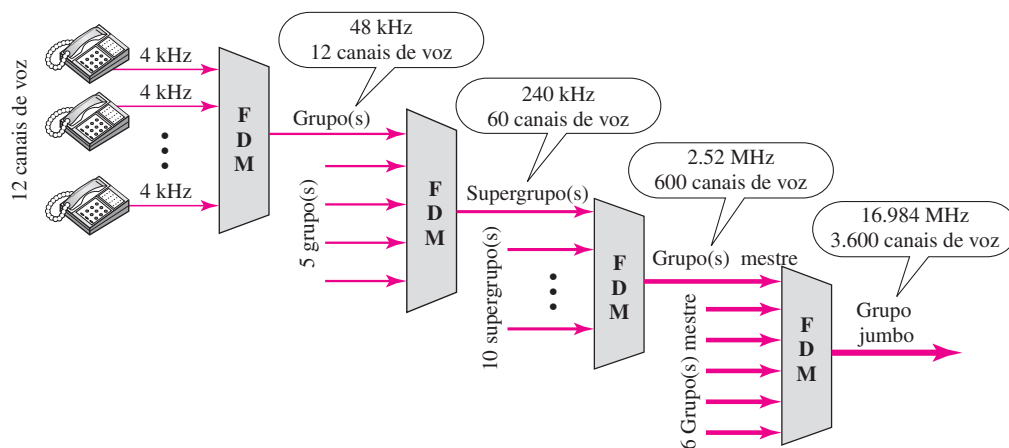 12 canais de voz
4 kHz
4 kHz
4 kHz
F
D
M
48 kHz
12 canais de voz
Grupo(s)
5 grupo(s)
F
D
M
240 kHz
60 canais de voz
Supergrupo(s)
10 supergrupo(s)
F
D
M
2.52 MHz
600 canais de voz
Grupo(s) mestre
6 Grupo(s) mestre
F
D
M
16.984 MHz
3.600 canais de voz
Grupo
jumbo